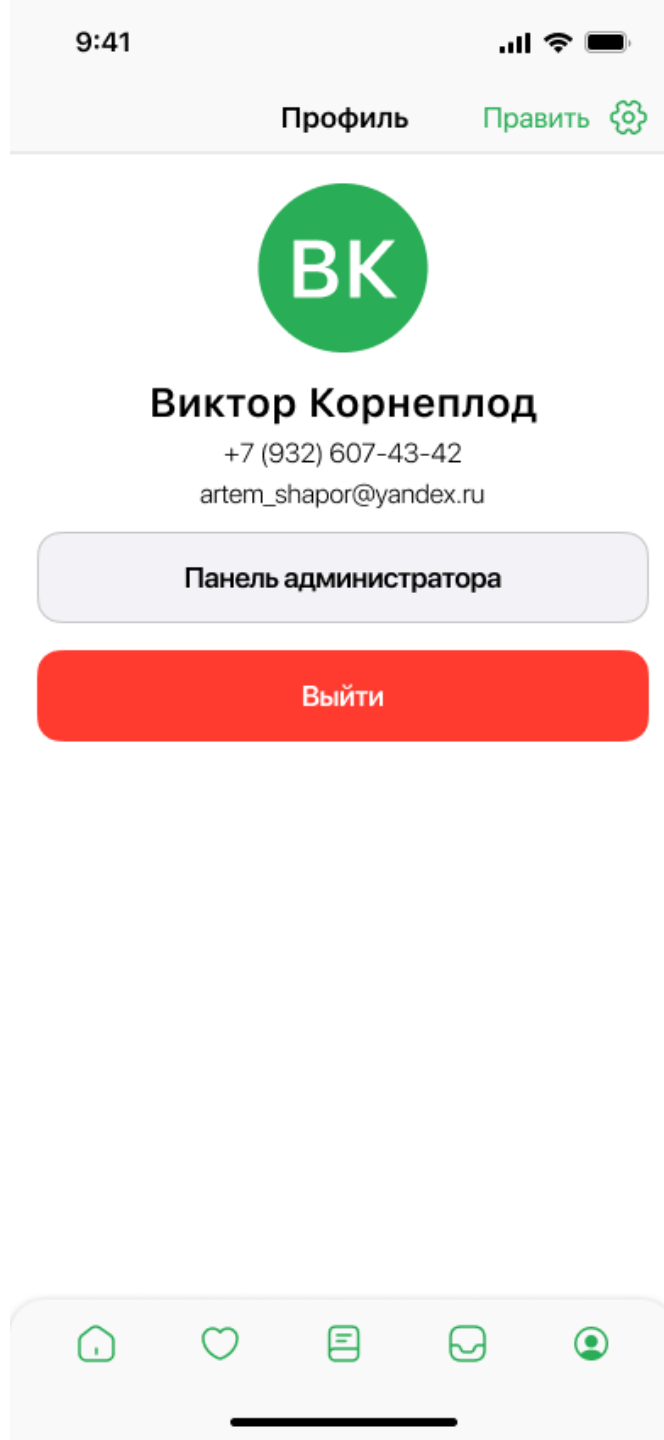 9:41
Профиль
Править
ВК
Виктор Корнеплод
+7 (932) 607-43-42
artem_shapor@yandex.ru
Панель администратора
Выйти